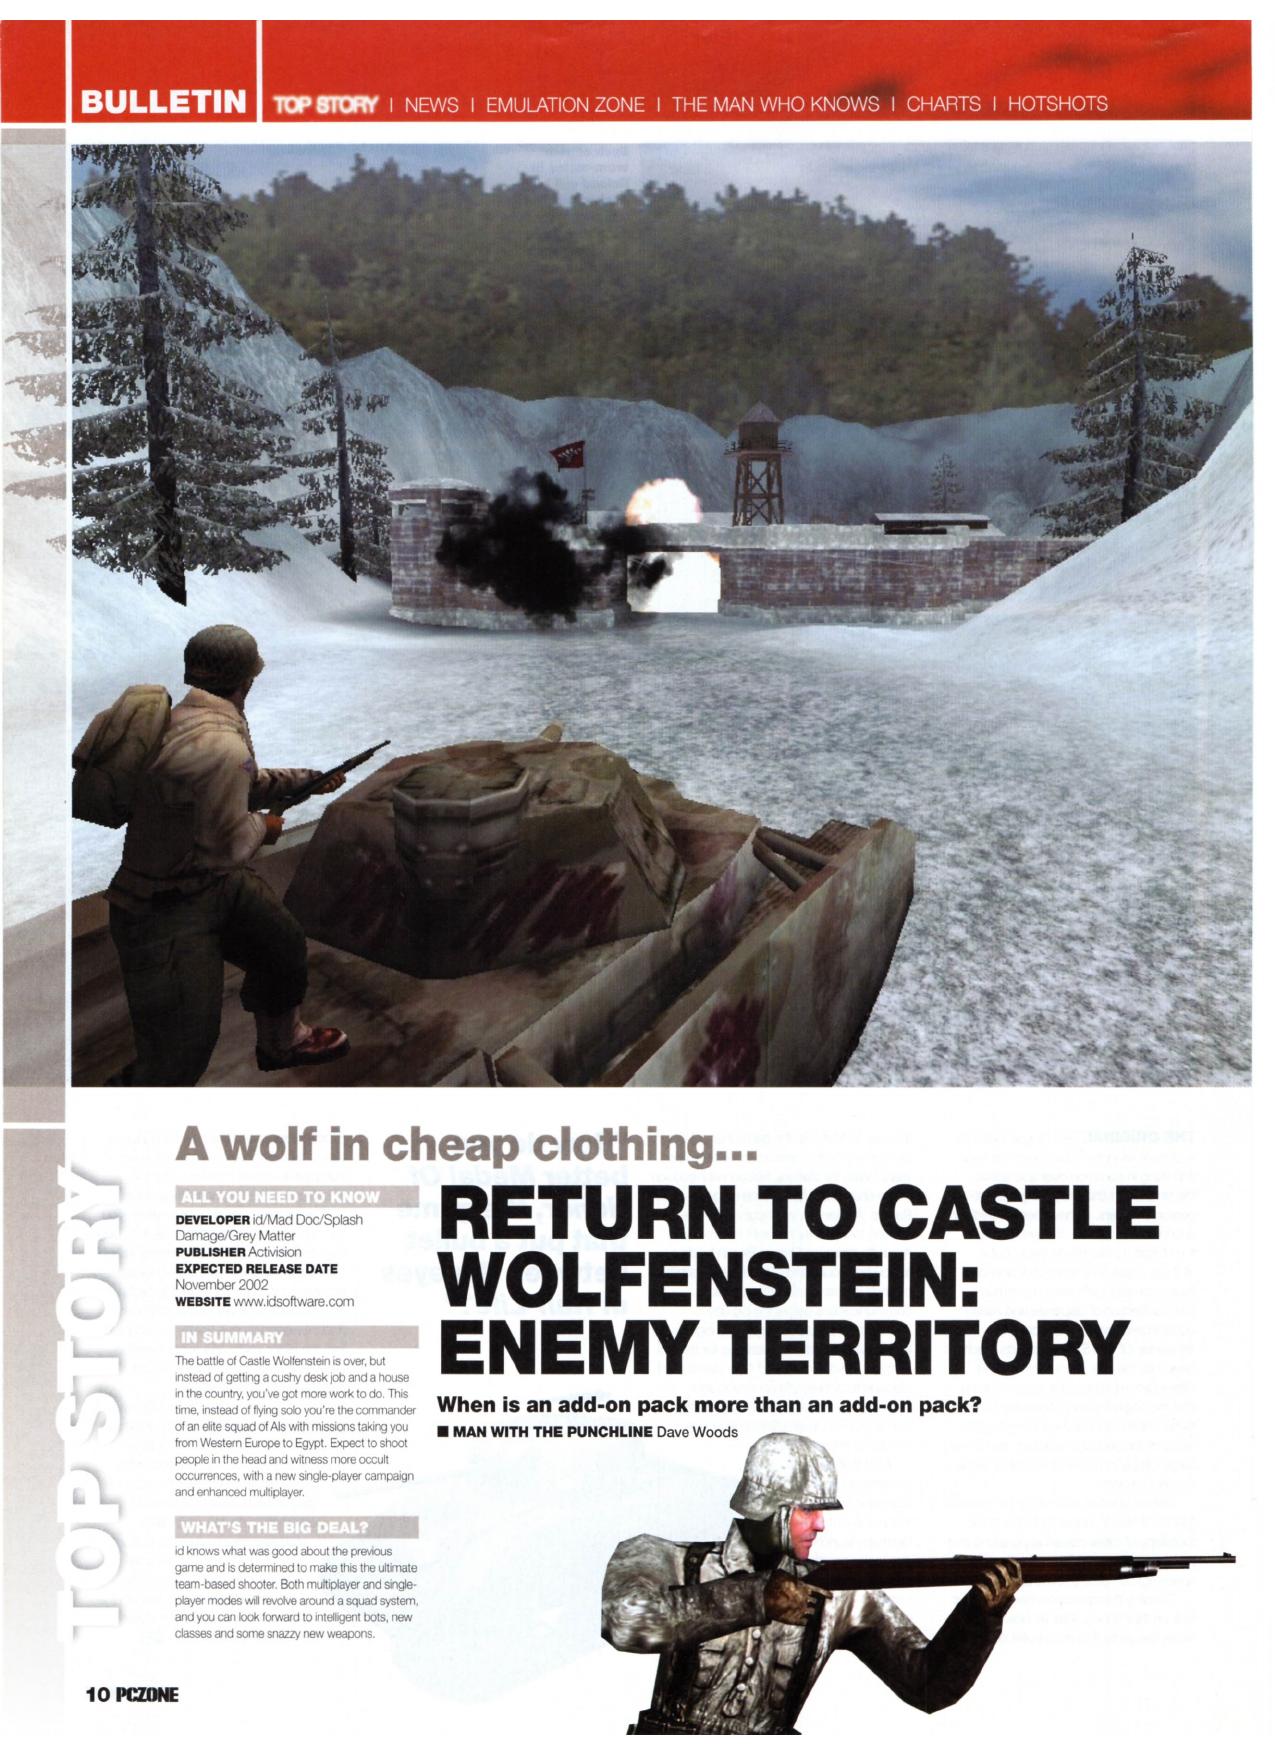 BULLETIN
TOP STORY | NEWS | EMULATION ZONE | THE MAN WHO KNOWS | CHARTS | HOTSHOTS
TOP STORY
A wolf in cheap clothing...
ALL YOU NEED TO KNOW
DEVELOPER id/Mad Doc/Splash
Damage/Grey Matter
PUBLISHER Activision
EXPECTED RELEASE DATE
November 2002
WEBSITE www.idsoftware.com
IN SUMMARY
The battle of Castle Wolfenstein is over, but
instead of getting a cushy desk job and a house
in the country, you've got more work to do. This
time, instead of flying solo you're the commander
of an elite squad of AIs with missions taking you
from Western Europe to Egypt. Expect to shoot
people in the head and witness more occult
occurrences, with a new single-player campaign
and enhanced multiplayer.
WHAT'S THE BIG DEAL?
id knows what was good about the previous
game and is determined to make this the ultimate
team-based shooter. Both multiplayer and single-
player modes will revolve around a squad system,
and you can look forward to intelligent bots, new
classes and some snazzy new weapons.
RETURN TO CASTLE
WOLFENSTEIN:
ENEMY TERRITORY
When is an add-on pack more than an add-on pack?
■ MAN WITH THE PUNCHLINE Dave Woods
10 PCZONE